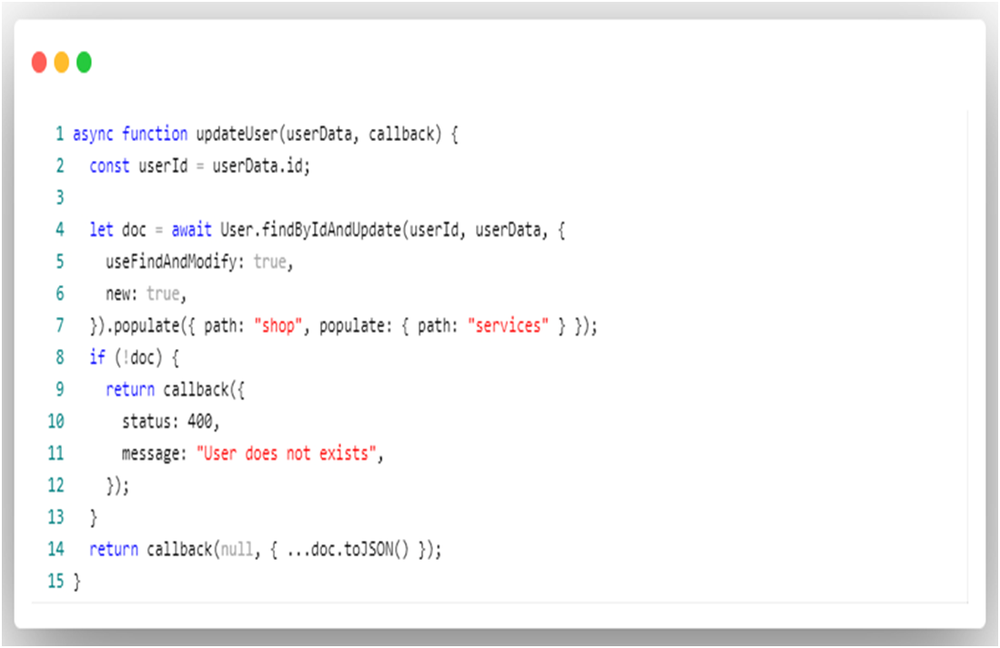 1 async function updateUser(userData, callback) {
2   const userId = userData.id;
3
4   let doc = await User.findByIdAndUpdate(userId, userData, {
5     useFindAndModify: true,
6     new: true,
7   }).populate({ path: "shop", populate: { path: "services" } });
8   if (!doc) {
9     return callback({
10       status: 400,
11       message: "User does not exists",
12     });
13   }
14   return callback(null, { ...doc.toJSON() });
15 }